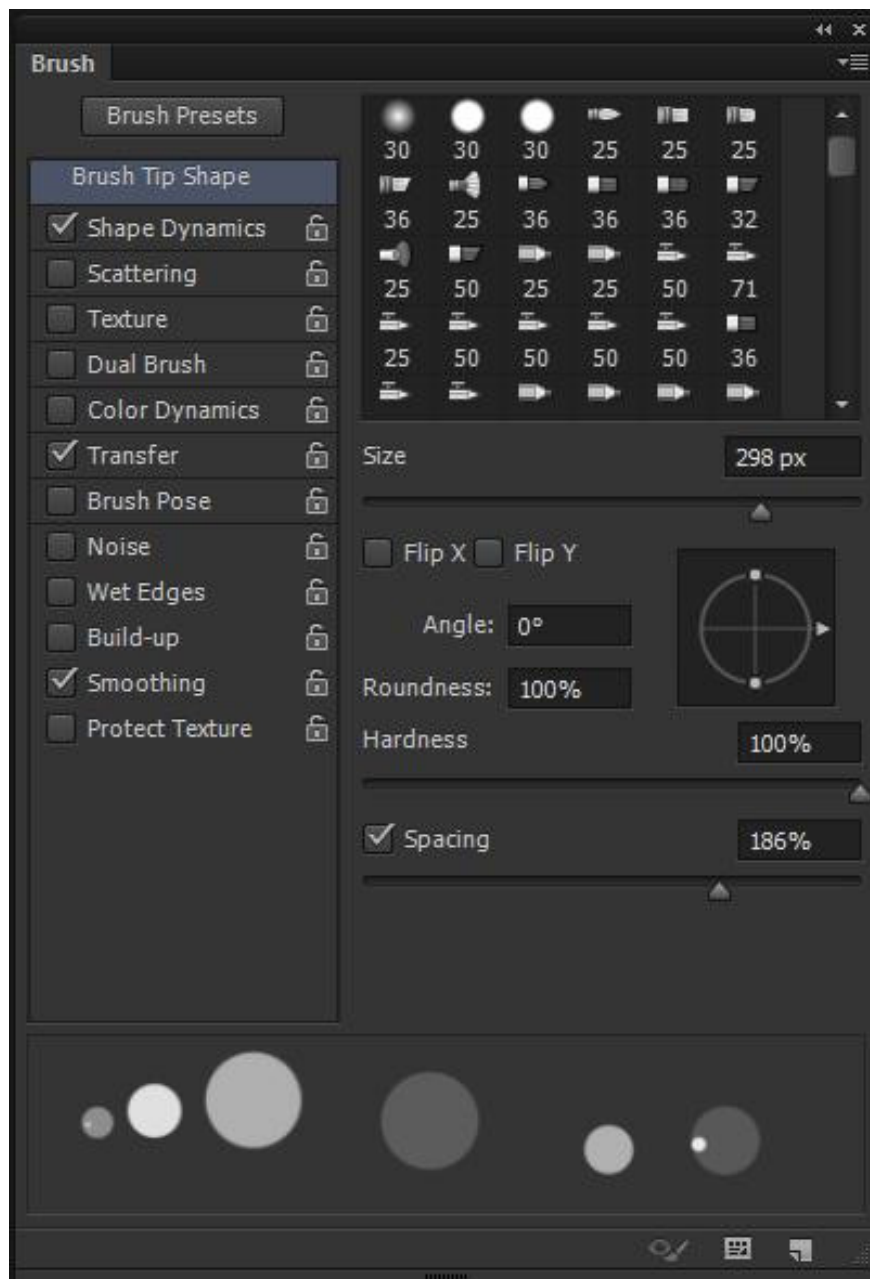 Brush
Brush Presets
Brush Tip Shape
Shape Dynamics
Scattering
Texture
Dual Brush
Color Dynamics
Transfer
Brush Pose
Noise
Wet Edges
Build-up
Smoothing
Protect Texture
30 30 30 25 25 25
36 25 36 36 36 32
25 50 25 25 50 71
25 50 50 50 50 36
Size 298 px
Flip X Flip Y
Angle: 0°
Roundness: 100%
Hardness 100%
Spacing 186%